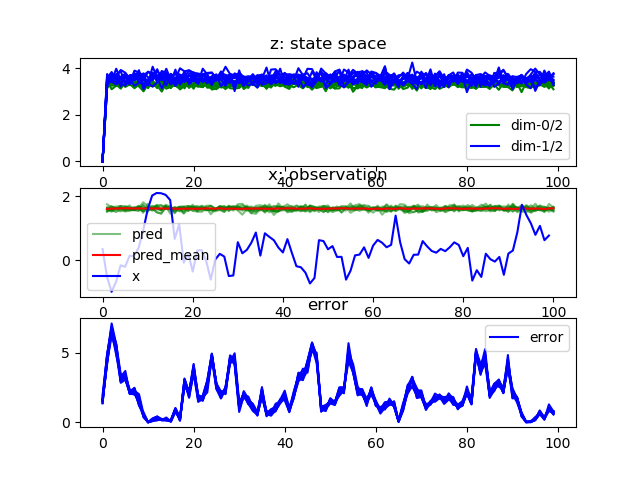 z: state space
4
2
0
dim-0/2
dim-1/2
0 20 40 60 80 100
x: observation
2
0
pred
pred_mean
x
0 20 40 60 80 100
error
5
0
error
0 20 40 60 80 100